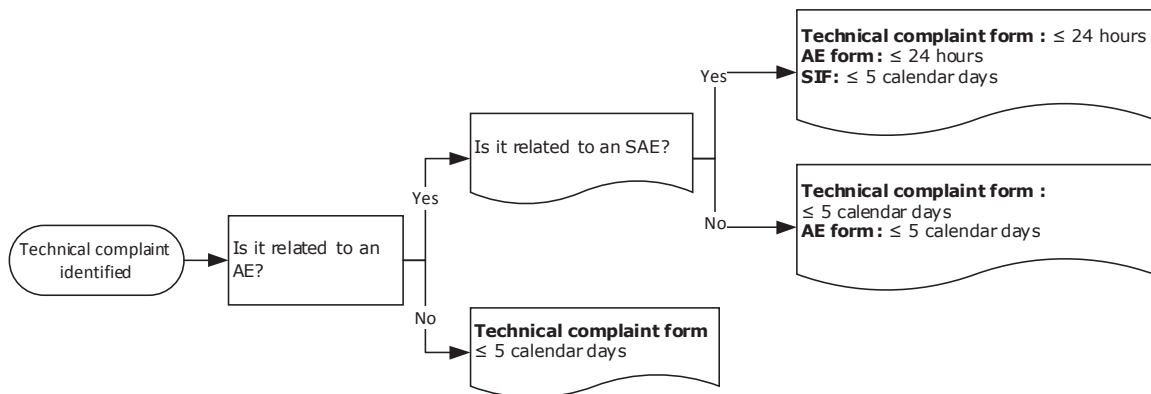 Technical complaint
identified
Is it related to an
AE?
Yes
No
Is it related to an SAE?
Technical complaint form
≤ 5 calendar days
Yes
No
Technical complaint form : ≤ 24 hours
AE form: ≤ 24 hours
SIF: ≤ 5 calendar days
Technical complaint form :
≤ 5 calendar days
AE form: ≤ 5 calendar days